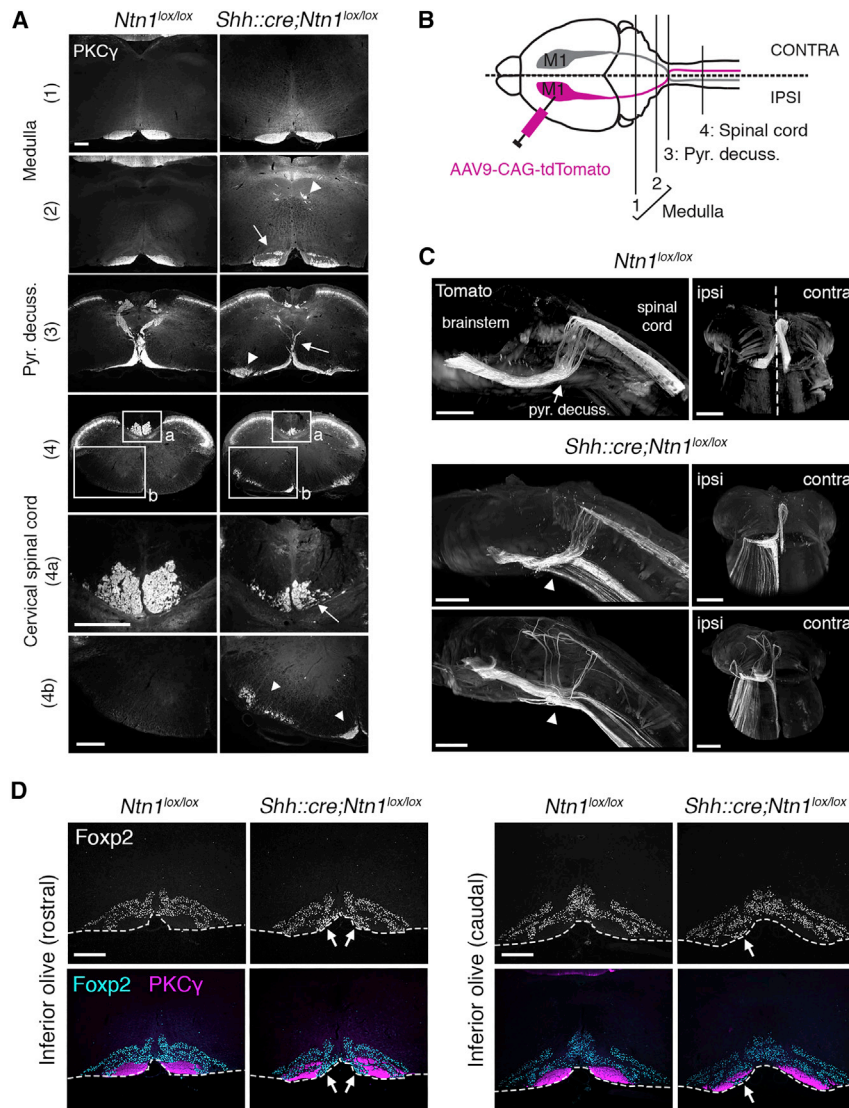 A
Ntn1lox/lox
Shh::cre;Ntn1lox/lox
PKCγ
Medulla
(1)
(2)
Pyr. decuss.
(3)
Cervical spinal cord
(4)
a
b
a
b
(4a)
(4b)
B
M1
M1
CONTRA
IPSI
4: Spinal cord
3: Pyr. decuss.
2
1
Medulla
AAV9-CAG-tdTomato
C
Ntn1lox/lox
Tomato
brainstem
spinal
cord
pyr. decuss.
ipsi
contra
Shh::cre;Ntn1lox/lox
ipsi
contra
ipsi
contra
D
Ntn1lox/lox
Shh::cre;Ntn1lox/lox
Inferior olive (rostral)
Foxp2
Foxp2 PKCγ
Ntn1lox/lox
Shh::cre;Ntn1lox/lox
Inferior olive (caudal)